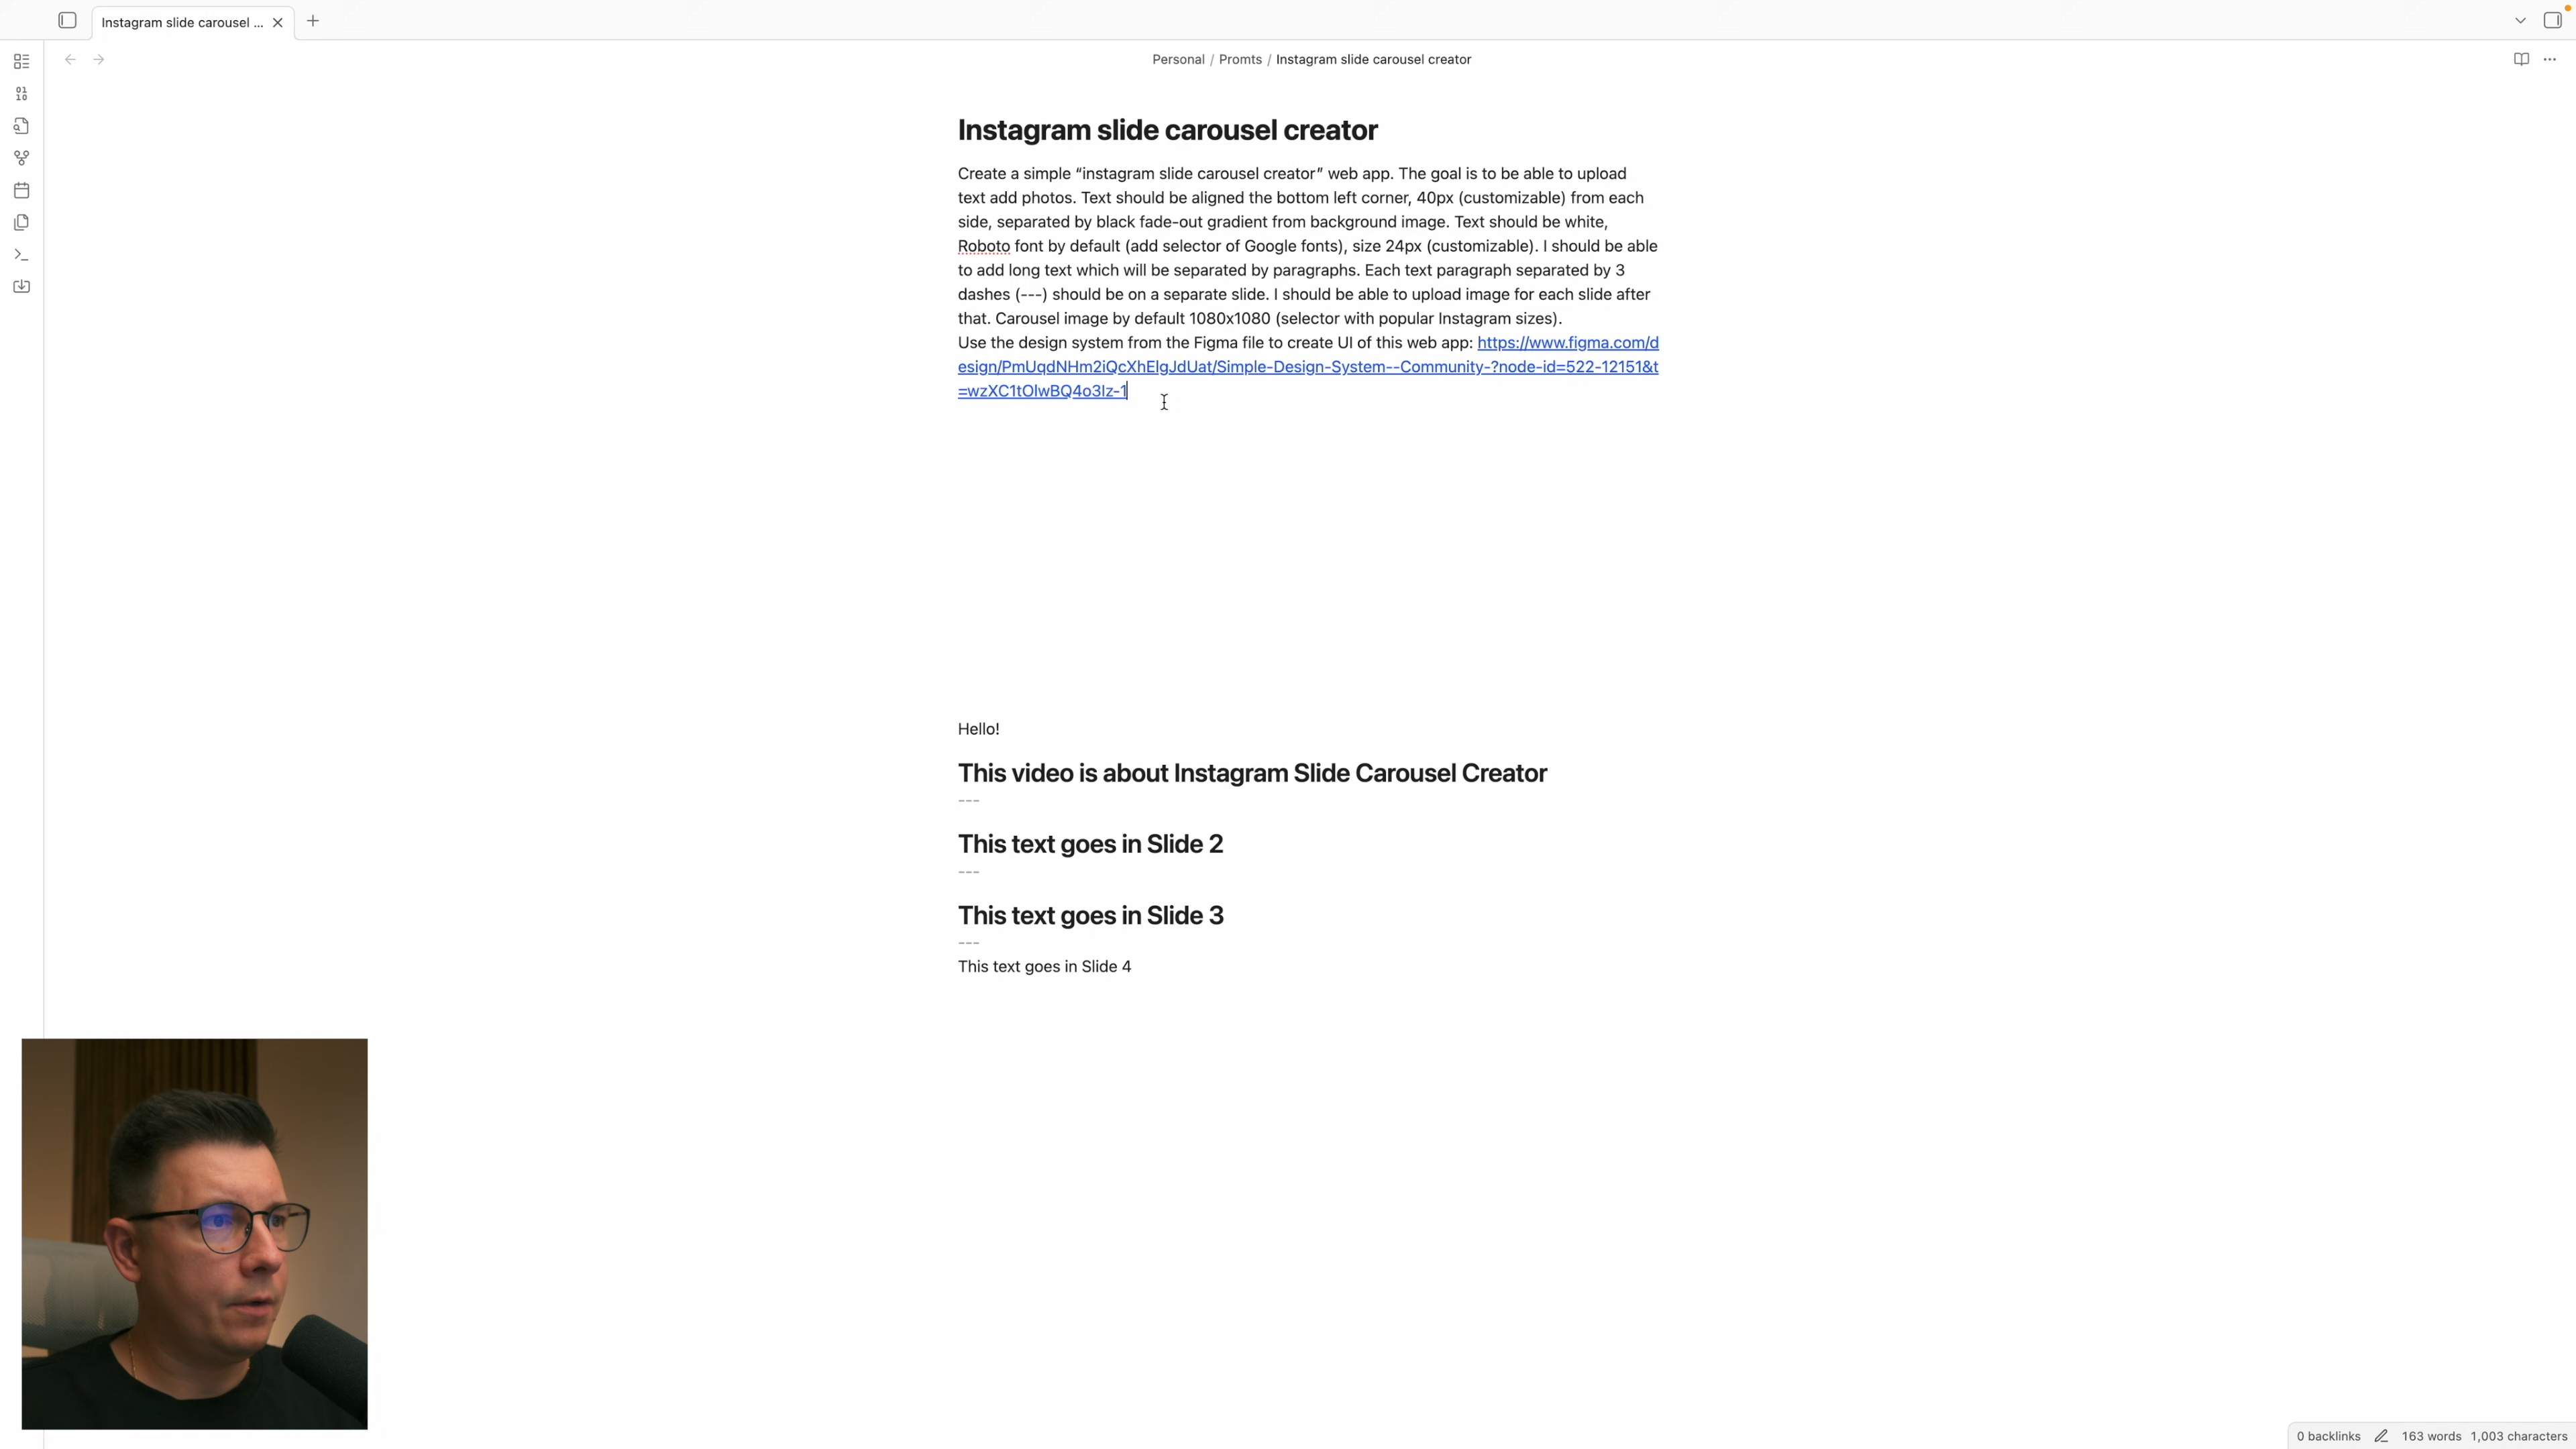 Instagram slide carousel ...
Personal / Promts / Instagram slide carousel creator
Instagram slide carousel creator
Create a simple “instagram slide carousel creator” web app. The goal is to be able to upload
text add photos. Text should be aligned the bottom left corner, 40px (customizable) from each
side, separated by black fade-out gradient from background image. Text should be white,
Roboto font by default (add selector of Google fonts), size 24px (customizable). I should be able
to add long text which will be separated by paragraphs. Each text paragraph separated by 3
dashes (---) should be on a separate slide. I should be able to upload image for each slide after
that. Carousel image by default 1080x1080 (selector with popular Instagram sizes).
Use the design system from the Figma file to create UI of this web app: https://www.figma.com/d
esign/PmUqdNHm2iQcXhElgJdUat/Simple-Design-System--Community-?node-id=522-12151&t
=wzXC1tOlwBQ4o3Iz-1
Hello!
This video is about Instagram Slide Carousel Creator
---
This text goes in Slide 2
---
This text goes in Slide 3
---
This text goes in Slide 4
0 backlinks 163 words 1,003 characters